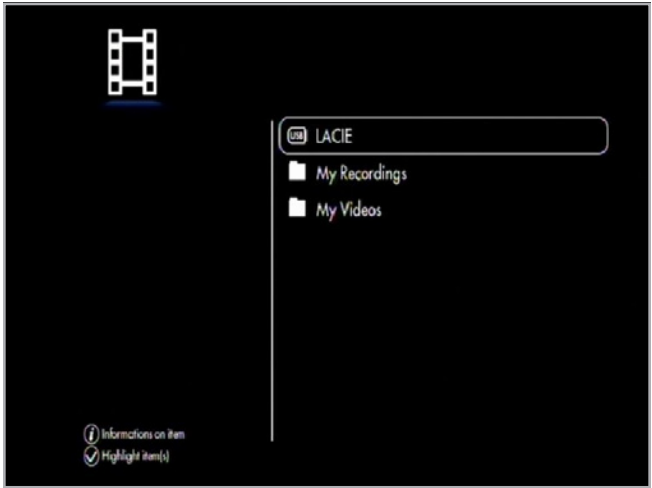 USB LACIE
My Recordings
My Videos
i Informations on item
Highlight item(s)